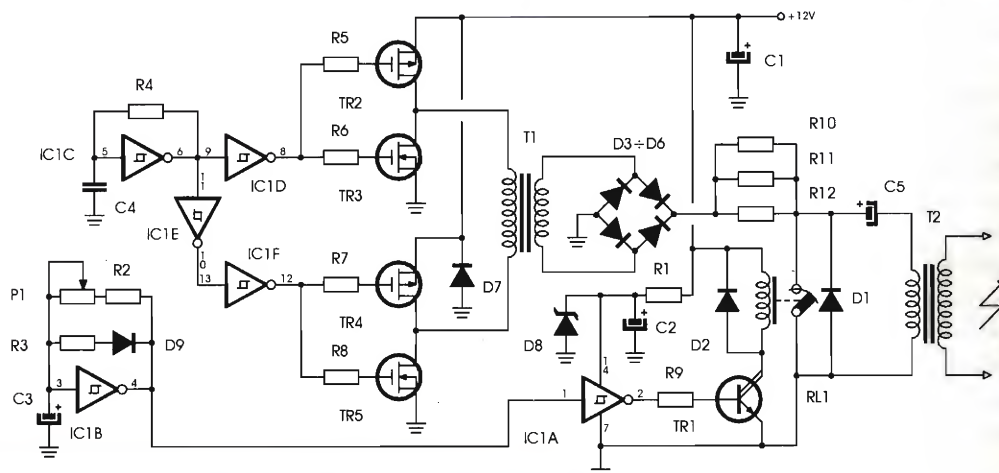 +12V
R5
C1
R4
TR2
R10
R6
T1
D3÷D6
R11
IC1C
5
6
9
8
R12
C5
IC1D
C4
1
1
TR3
T2
IC1E
IC1F
R1
1
0
13
12
R7
P1
R2
D7
D1
TR4
C2
R3
D9
R8
D8
D2
1
4
R9
C3
3
4
1
2
TR5
RL1
IC1B
IC1A
7
TR1